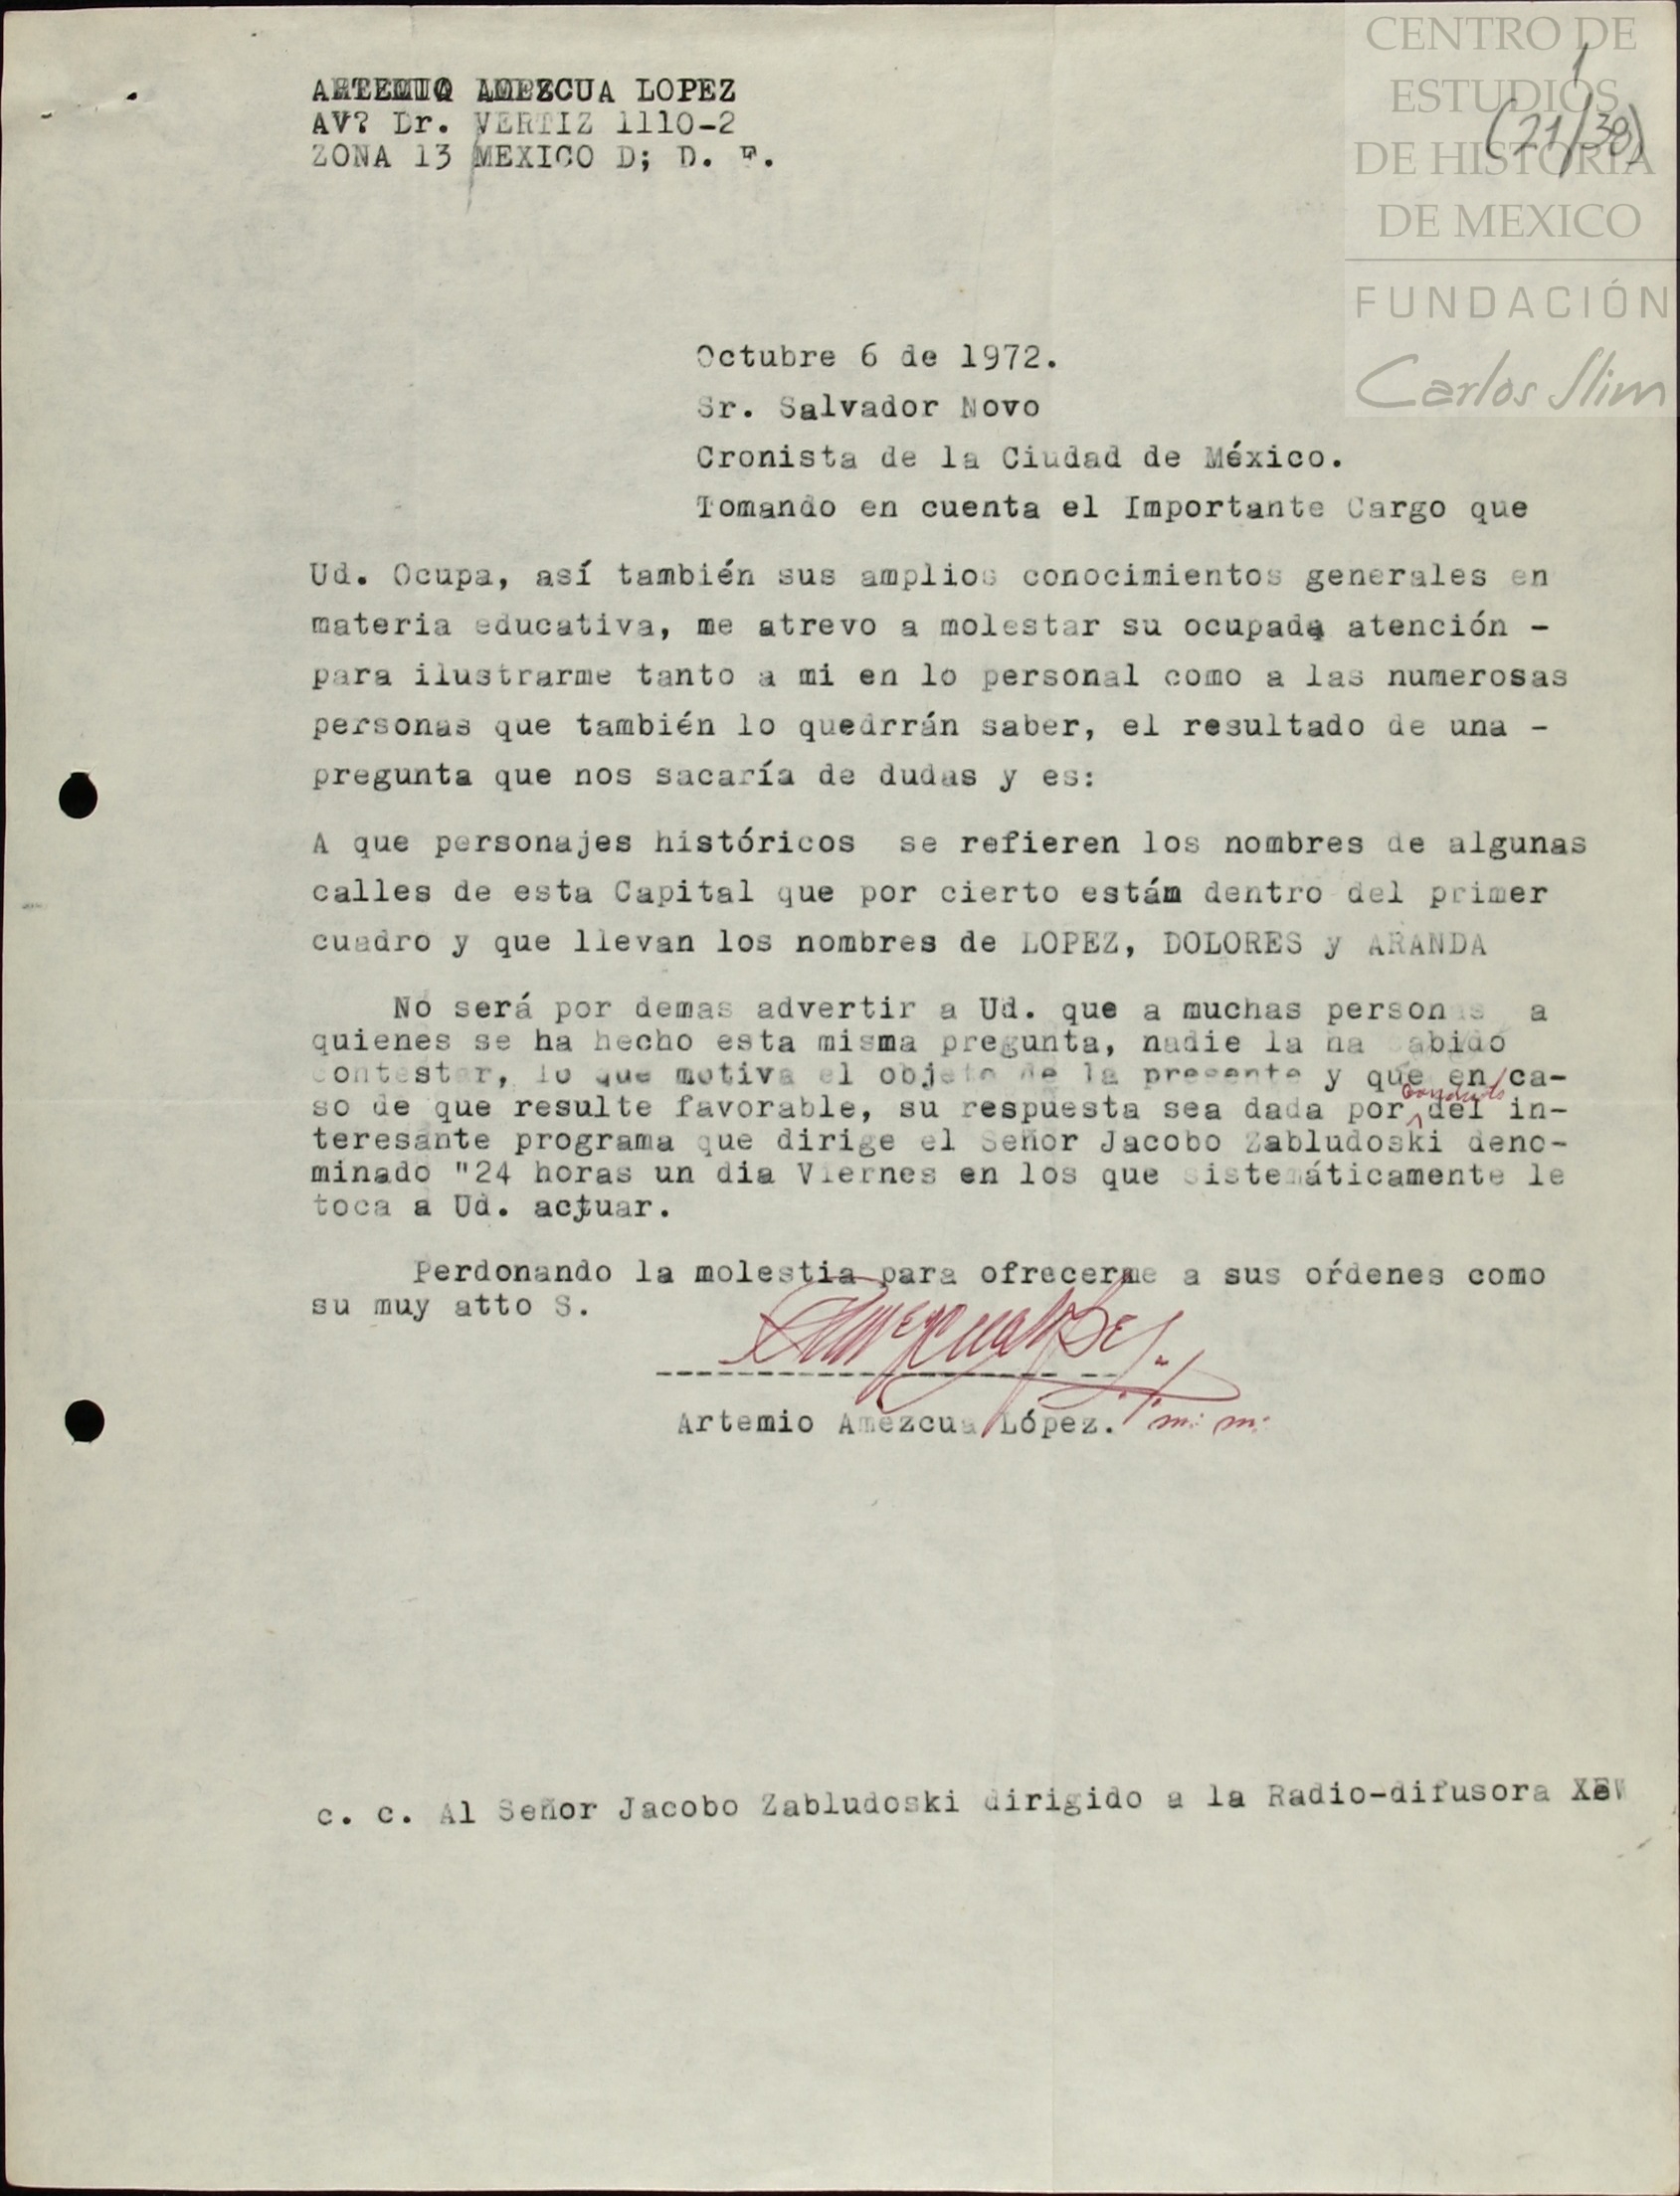 ARTEMIO AMEZCUA LOPEZ
AV? Dr. VERTIZ 1110-2
ZONA 13 MEXICO D; D. F.
CENTRO DE
ESTUDIOS
DE HISTORIA
DE MEXICO
FUNDACIÓN
Carlos Slim
1
(21/38)
Octubre 6 de 1972.
Sr. Salvador Novo
Cronista de la Ciudad de México.
Tomando en cuenta el Importante Cargo que
Ud. Ocupa, así también sus amplios conocimientos generales en
materia educativa, me atrevo a molestar su ocupada atención -
para ilustrarme tanto a mi en lo personal como a las numerosas
personas que también lo quedrrán saber, el resultado de una -
pregunta que nos sacaría de dudas y es:
A que personajes históricos se refieren los nombres de algunas
calles de esta Capital que por cierto estám dentro del primer
cuadro y que llevan los nombres de LOPEZ, DOLORES y ARANDA
No será por demas advertir a Ud. que a muchas personas a
quienes se ha hecho esta misma pregunta, nadie la ha sabido
contestar, lo que motiva el objeto de la presente y que en ca-
conducto
so de que resulte favorable, su respuesta sea dada por del in-
teresante programa que dirige el Señor Jacobo Zabludoski deno-
minado "24 horas un dia Viernes en los que sistemáticamente le
toca a Ud. actuar.
Perdonando la molestia para ofrecerme a sus ordenes como
su muy atto S.
Artemio Amezcua López. m: m:
c. c. Al Señor Jacobo Zabludoski dirigido a la Radio-difusora XEW